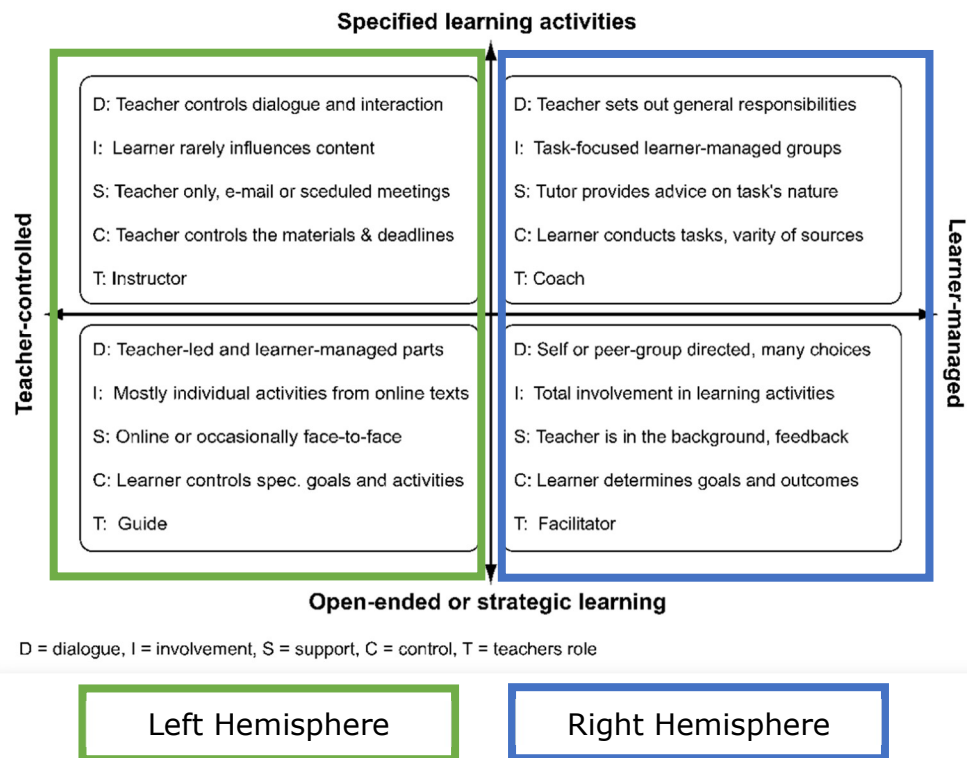 Specified learning activities
D: Teacher controls dialogue and interaction
I: Learner rarely influences content
S: Teacher only, e-mail or sceduled meetings
C: Teacher controls the materials & deadlines
T: Instructor
D: Teacher sets out general responsibilities
I: Task-focused learner-managed groups
S: Tutor provides advice on task's nature
C: Learner conducts tasks, varity of sources
T: Coach
Teacher-controlled
Learner-managed
D: Teacher-led and learner-managed parts
I: Mostly individual activities from online texts
S: Online or occasionally face-to-face
C: Learner controls spec. goals and activities
T: Guide
D: Self or peer-group directed, many choices
I: Total involvement in learning activities
S: Teacher is in the background, feedback
C: Learner determines goals and outcomes
T: Facilitator
Open-ended or strategic learning
D = dialogue, I = involvement, S = support, C = control, T = teachers role
Left Hemisphere
Right Hemisphere